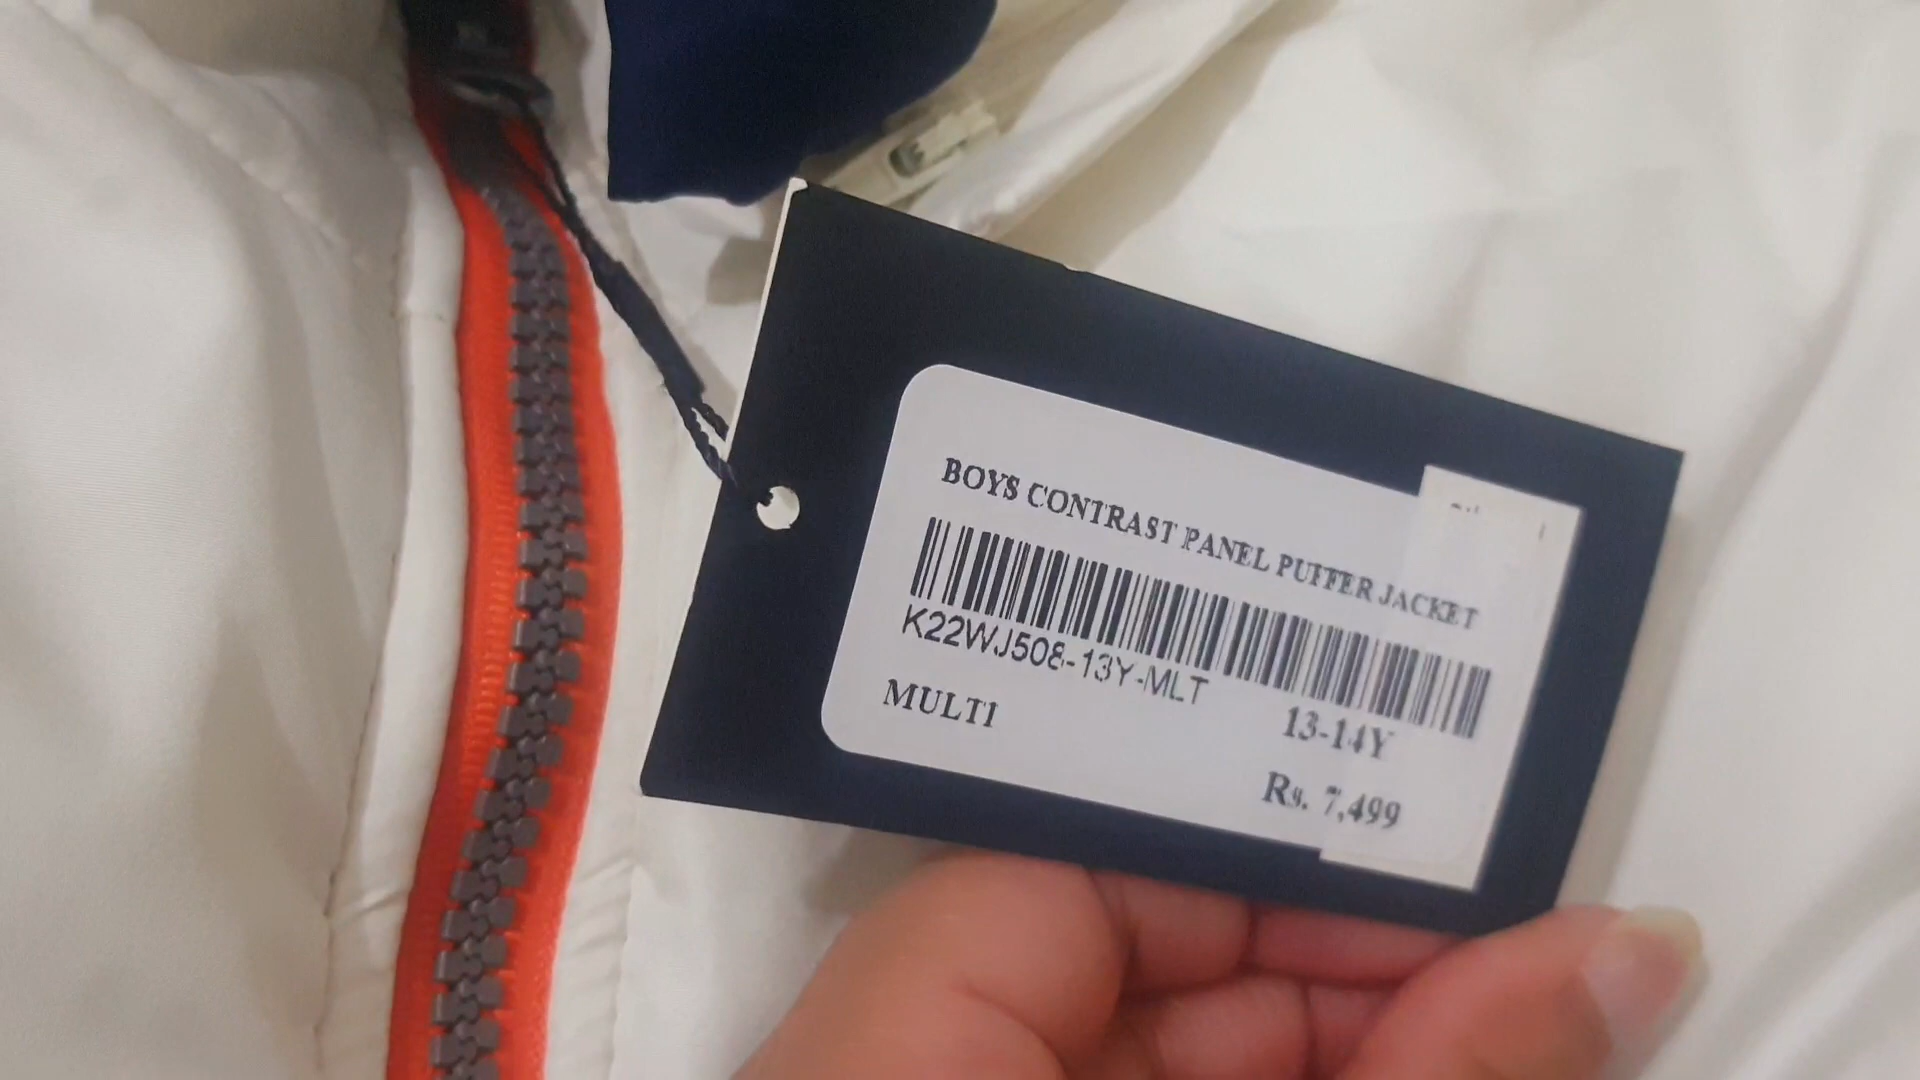 BOYS CONTRAST PANEL PUFFER JACKET
K22WJ508-13Y-MLT
MULTI
13-14Y
Rs. 7,499